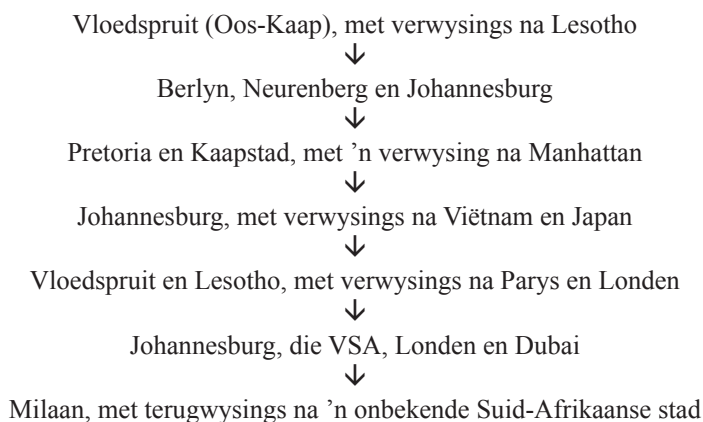 Vloedspruit (Oos-Kaap), met verwysings na Lesotho
↓
Berlyn, Neurenberg en Johannesburg
↓
Pretoria en Kaapstad, met ’n verwysing na Manhattan
↓
Johannesburg, met verwysings na Viëtnam en Japan
↓
Vloedspruit en Lesotho, met verwysings na Parys en Londen
↓
Johannesburg, die VSA, Londen en Dubai
↓
Milaan, met terugwysings na ’n onbekende Suid-Afrikaanse stad